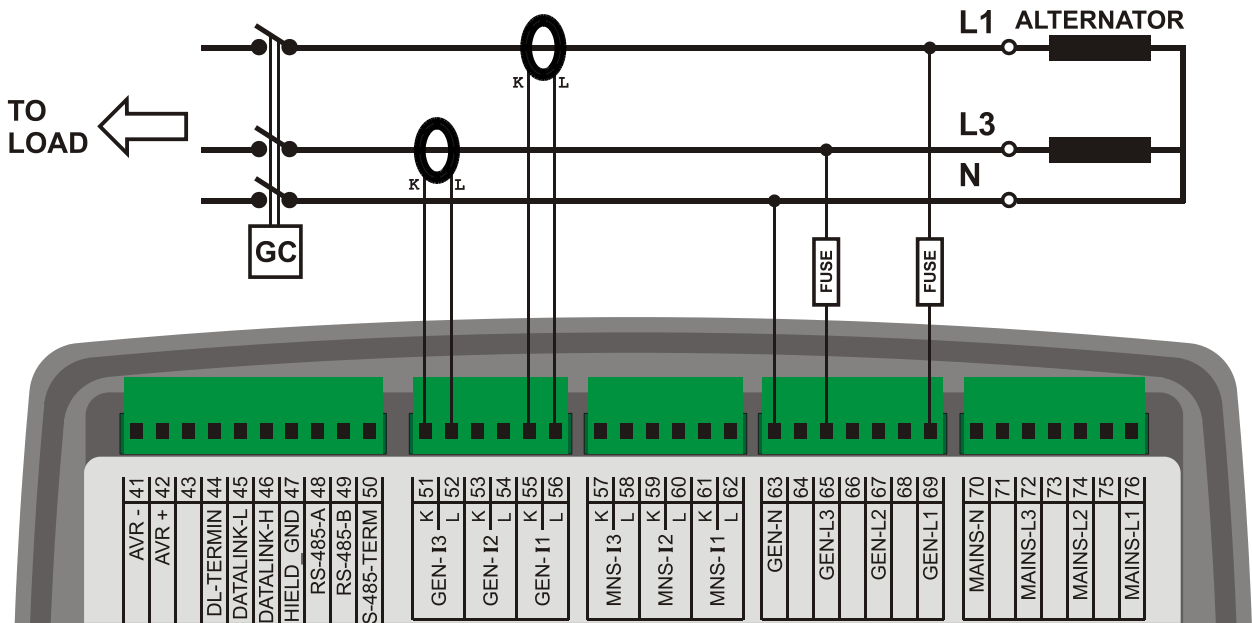 L1 ALTERNATOR
K L
TO
LOAD
L3
K L
N
GC
FUSE
FUSE
41 42 43 44 45 46 47 48 49 50
AVR -
AVR +
DL-TERMIN
DATALINK-L
DATALINK-H
HIELD_GND
RS-485-A
RS-485-B
S-485-TERM
51 52 53 54 55 56
K L K L K L
GEN-I3
GEN-I2
GEN-I1
57 58 59 60 61 62
K L K L K L
MNS-I3
MNS-I2
MNS-I1
63 64 65 66 67 68 69
GEN-N
GEN-L3
GEN-L2
GEN-L1
70 71 72 73 74 75 76
MAINS-N
MAINS-L3
MAINS-L2
MAINS-L1